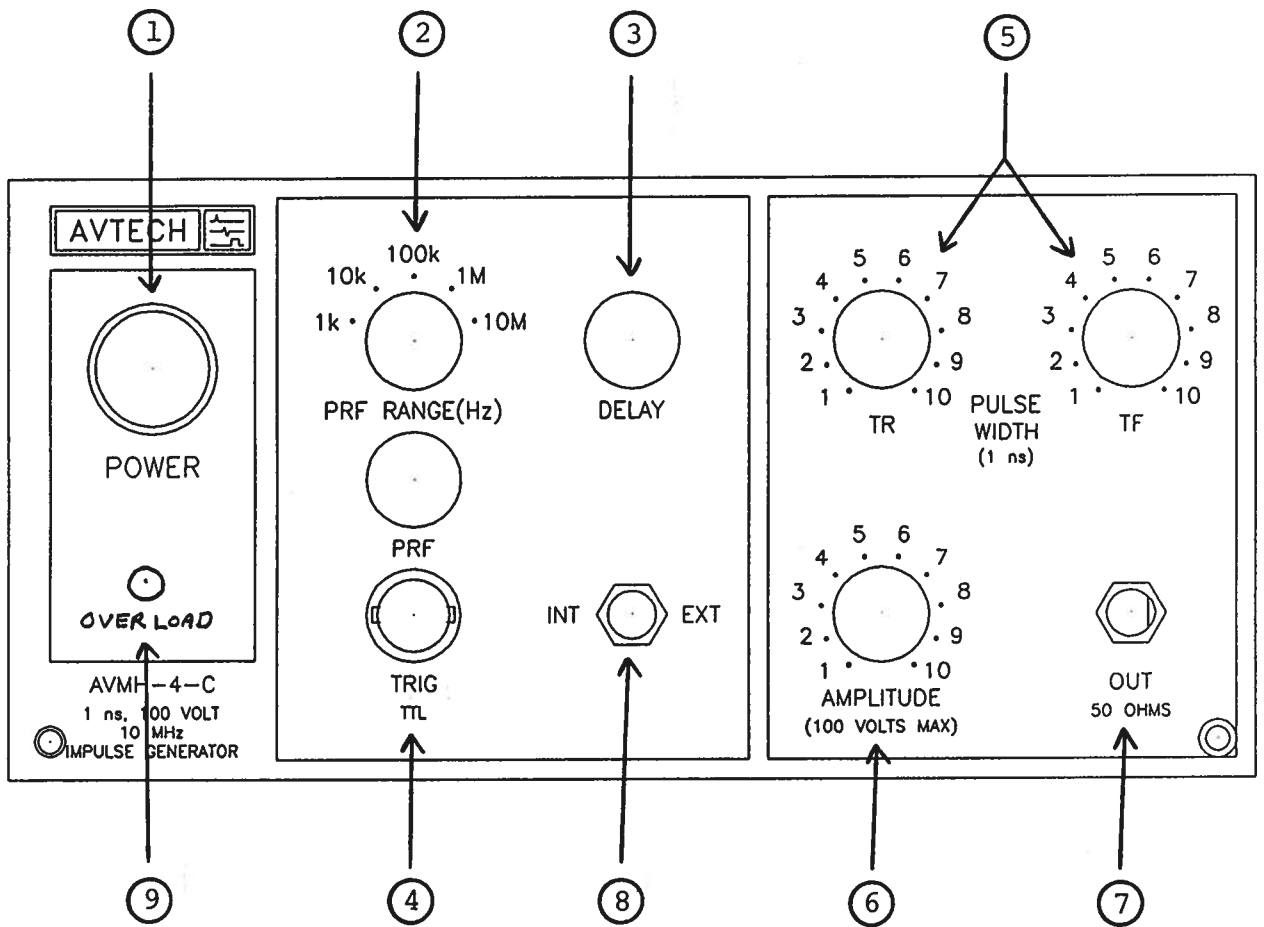 1
2
3
5
AVTECH
POWER
OVERLOAD
AVMH-4-C
1 ns, 100 VOLT
10 MHz
IMPULSE GENERATOR
1k
10k
100k
1M
10M
PRF RANGE(Hz)
PRF
TRIG
TTL
DELAY
INT
EXT
1
2
3
4
5
6
7
8
9
10
TR
PULSE
WIDTH
(1 ns)
1
2
3
4
5
6
7
8
9
10
TF
1
2
3
4
5
6
7
8
9
10
AMPLITUDE
(100 VOLTS MAX)
OUT
50 OHMS
9
4
8
6
7